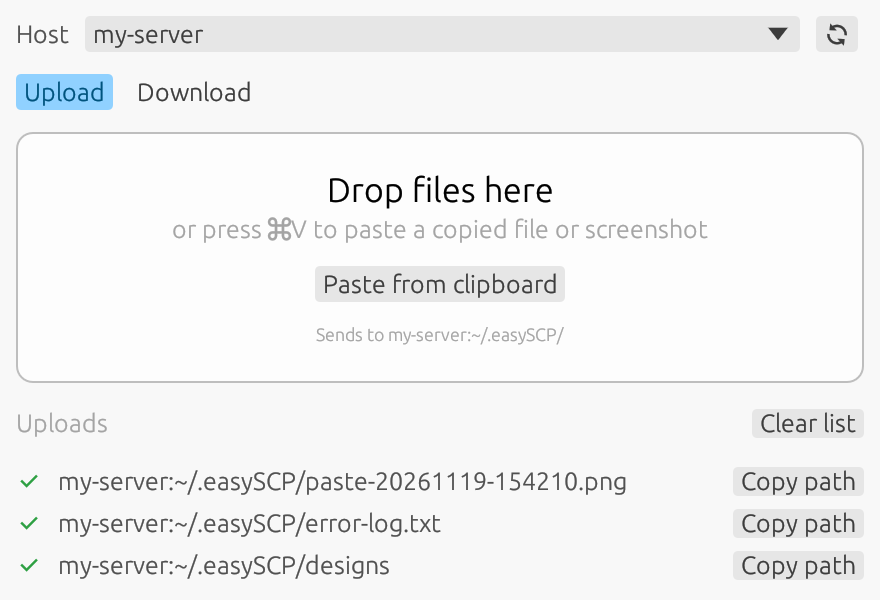 Host my-server
Upload Download
Drop files here
or press ⌘V to paste a copied file or screenshot
Paste from clipboard
Sends to my-server:~/.easySCP/
Uploads Clear list
my-server:~/.easySCP/paste-20261119-154210.png Copy path
my-server:~/.easySCP/error-log.txt Copy path
my-server:~/.easySCP/designs Copy path